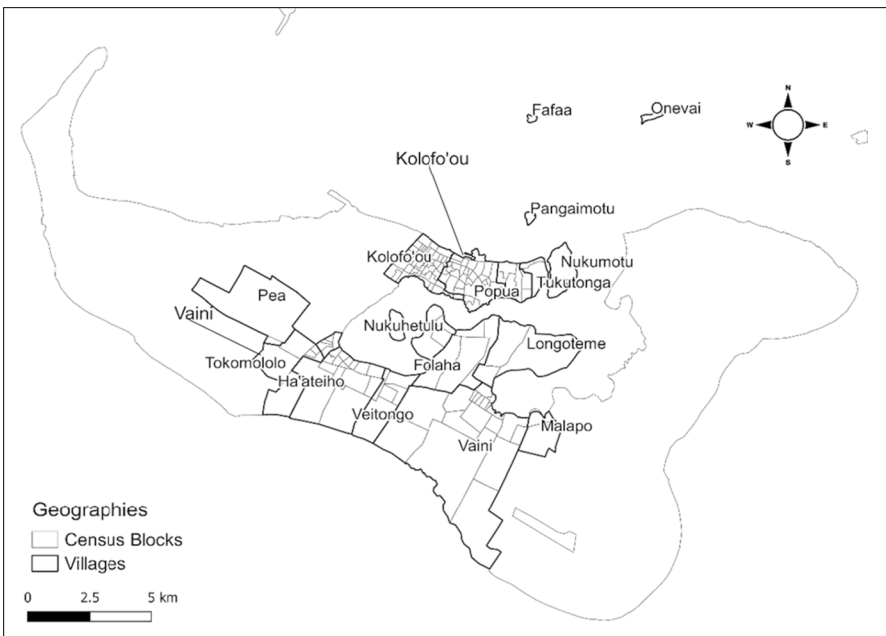 Fafaa
Onevai
N
W
E
S
Kolofo'ou
Pangaimotu
Kolofo'ou
Nukumotu
Tukutonga
Popua
Pea
Vaini
Nukuhetulu
Longoteme
Tokomololo
Folaha
Ha'ateiho
Veitongo
Vaini
Malapo
Geographies
Census Blocks
Villages
0 2.5 5 km